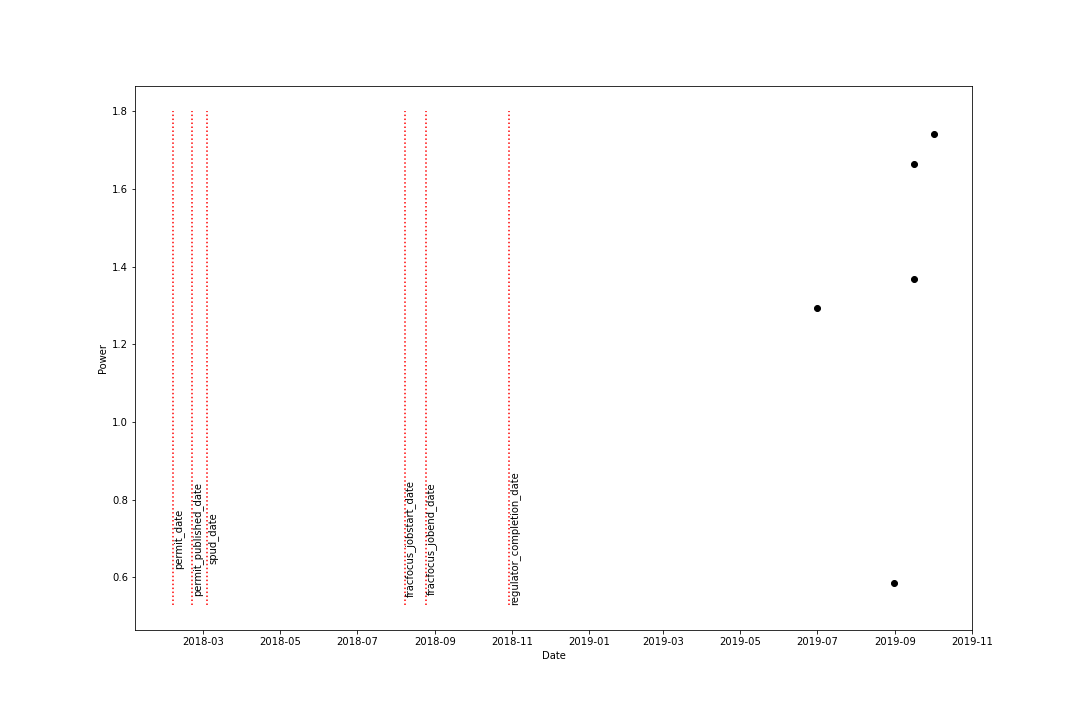 1.8
1.6
1.4
1.2
1.0
0.8
0.6
Power
permit_date
permit_published_date
spud_date
fracfocus_jobstart_date
fracfocus_jobend_date
regulator_completion_date
2018-03
2018-05
2018-07
2018-09
2018-11
2019-01
2019-03
2019-05
2019-07
2019-09
2019-11
Date